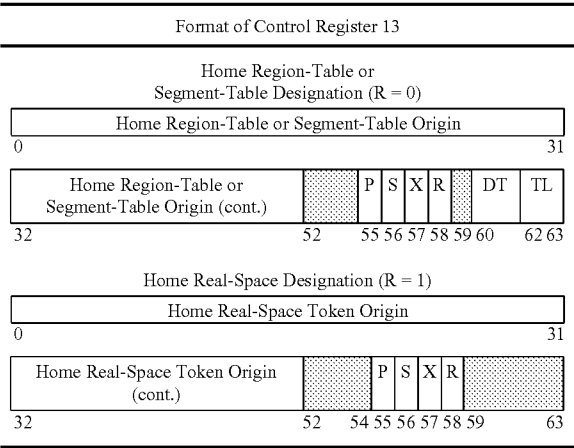 Format of Control Register 13
Home Region-Table or
Segment-Table Designation (R = 0)
Home Region-Table or Segment-Table Origin
0 31
Home Region-Table or
Segment-Table Origin (cont.)
P S X R DT TL
32 52 55 56 57 58 59 60 62 63
Home Real-Space Designation (R = 1)
Home Real-Space Token Origin
0 31
Home Real-Space Token Origin
(cont.)
P S X R
32 52 54 55 56 57 58 59 63